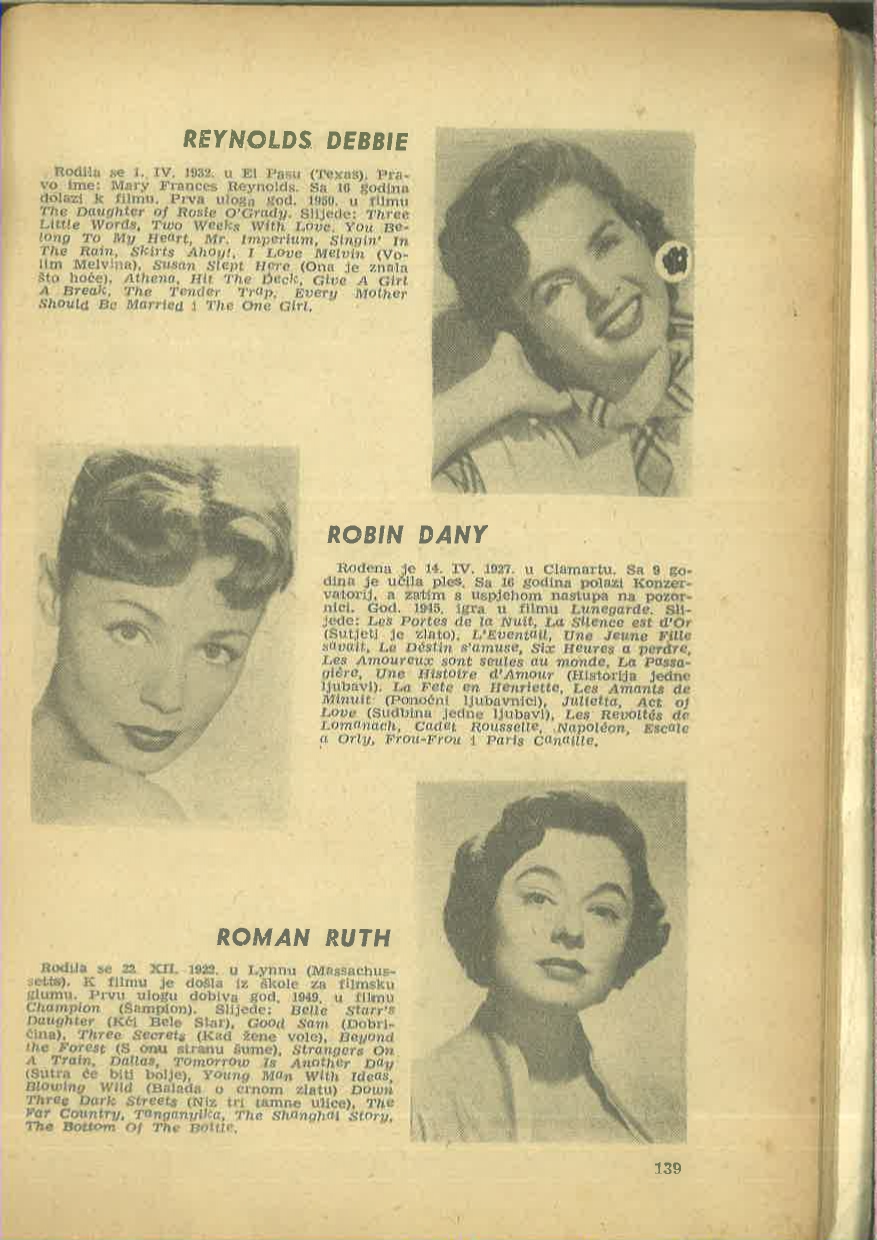 REYNOLDS DEBBIE
Rodila se 1. IV. 1932. u El Pasu (Texas). Pra-
vo ime: Mary Frances Reynolds. Sa 16 godina
dolazi k filmu. Prva uloga god. 1950. u filmu
The Daughter of Rosie O'Grady. Slijede: Three
Little Words, Two Weeks With Love, You Be-
long To My Heart, Mr. Imperium, Singin' In
The Rain, Skirts Ahoy!, I Love Melvin (Vo-
lim Melvina), Susan Slept Here (Ona je znala
što hoće), Athena, Hit The Deck, Give A Girl
A Break, The Tender Trap, Every Mother
Should Be Married i The One Girl.
ROBIN DANY
Rođena je 14. IV. 1927. u Clamartu. Sa 9 go-
dina je učila ples. Sa 16 godina polazi Konzer-
vatorij, a zatim s uspjehom nastupa na pozor-
nici. God. 1945. igra u filmu Lunegarde. Sli-
jede: Les Portes de la Nuit, La Silence est d'Or
(Šutjeti je zlato), L'Eventail, Une Jeune Fille
savait, Le Déstin s'amuse, Six Heures a perdre,
Les Amoureux sont seules au monde, La Passa-
gière, Une Histoire d'Amour (Historija jedne
ljubavi), La Fete en Henriette, Les Amants de
Minuit (Ponoćni ljubavnici), Julietta, Act of
Love (Sudbina jedne ljubavi), Les Revoltés de
Lomanach, Cadet Rousselle, Napoléon, Escale
a Orly, Frou-Frou i Paris Canaille.
ROMAN RUTH
Rodila se 22. XII. 1922. u Lynnu (Massachus-
setts). K filmu je došla iz škole za filmsku
glumu. Prvu ulogu dobiva god. 1949. u filmu
Champion (Šampion). Slijede: Belle Starr's
Daughter (Kći Bele Star), Good Sam (Dobri-
čina), Three Secrets (Kad žene vole), Beyond
the Forest (S onu stranu šume), Strangers On
A Train, Dallas, Tomorrow Is Another Day
(Sutra će biti bolje), Young Man With Ideas,
Blowing Wild (Balada o crnom zlatu) Down
Three Dark Streets (Niz tri tamne ulice), The
Far Country, Tanganyika, The Shanghai Story,
The Bottom Of The Bottle.
139